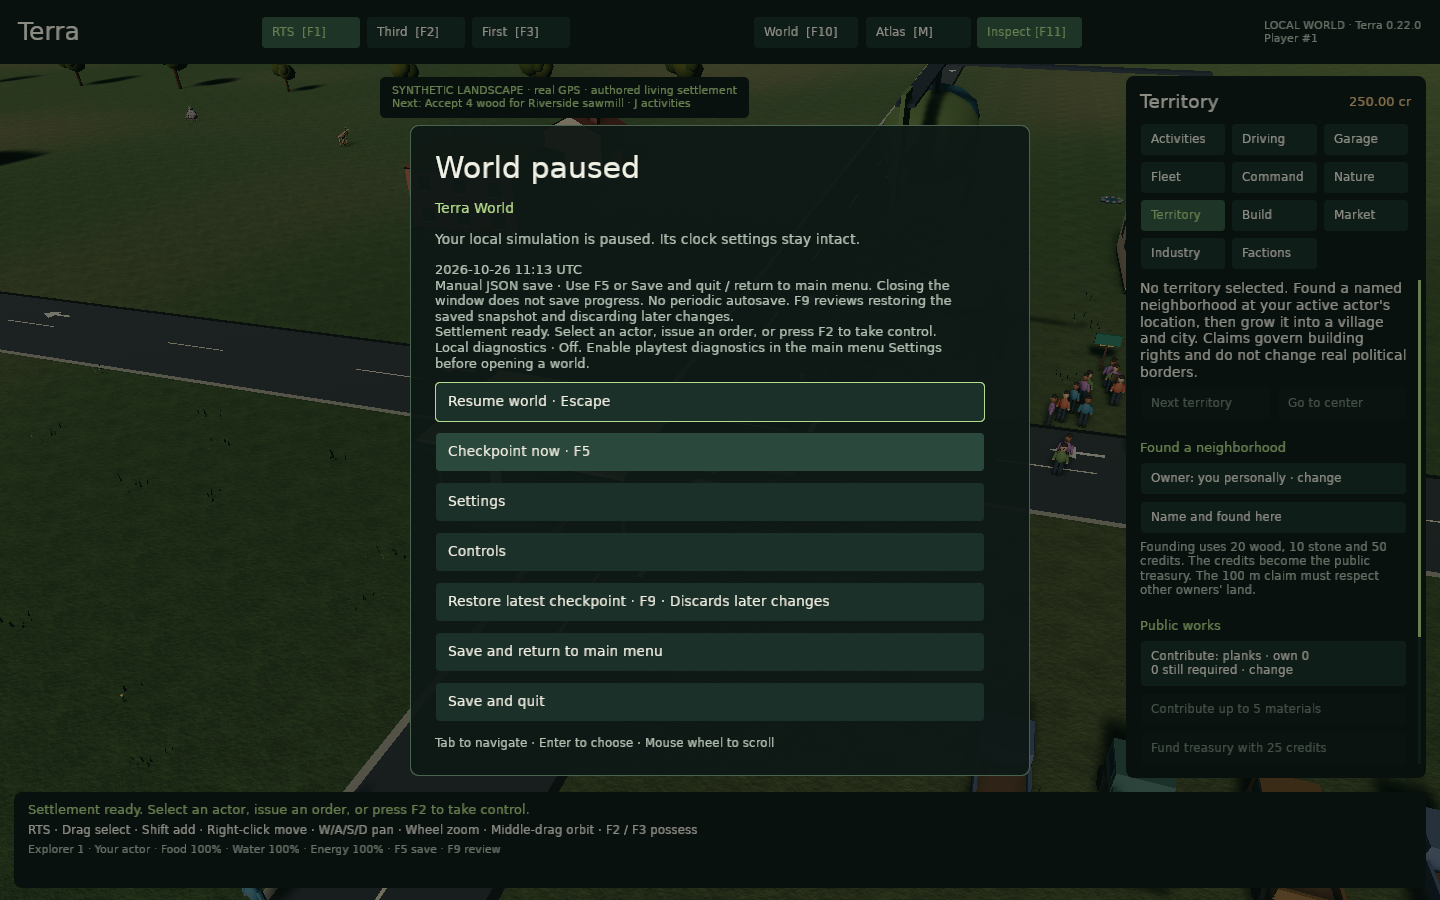 Terra
RTS [F1]
Third [F2]
First [F3]
World [F10]
Atlas [M]
Inspect [F11]
LOCAL WORLD · Terra 0.22.0
Player #1
SYNTHETIC LANDSCAPE · real GPS · authored living settlement
Next: Accept 4 wood for Riverside sawmill · J activities
World paused
Terra World
Your local simulation is paused. Its clock settings stay intact.
2026-10-26 11:13 UTC
Manual JSON save · Use F5 or Save and quit / return to main menu. Closing the
window does not save progress. No periodic autosave. F9 reviews restoring the
saved snapshot and discarding later changes.
Settlement ready. Select an actor, issue an order, or press F2 to take control.
Local diagnostics · Off. Enable playtest diagnostics in the main menu Settings
before opening a world.
Resume world · Escape
Checkpoint now · F5
Settings
Controls
Restore latest checkpoint · F9 · Discards later changes
Save and return to main menu
Save and quit
Tab to navigate · Enter to choose · Mouse wheel to scroll
Territory
250.00 cr
Activities
Driving
Garage
Fleet
Command
Nature
Territory
Build
Market
Industry
Factions
No territory selected. Found a named
neighborhood at your active actor's
location, then grow it into a village
and city. Claims govern building
rights and do not change real political
borders.
Next territory
Go to center
Found a neighborhood
Owner: you personally · change
Name and found here
Founding uses 20 wood, 10 stone and 50
credits. The credits become the public
treasury. The 100 m claim must respect
other owners' land.
Public works
Contribute: planks · own 0
0 still required · change
Contribute up to 5 materials
Fund treasury with 25 credits
Settlement ready. Select an actor, issue an order, or press F2 to take control.
RTS · Drag select · Shift add · Right-click move · W/A/S/D pan · Wheel zoom · Middle-drag orbit · F2 / F3 possess
Explorer 1 · Your actor · Food 100% · Water 100% · Energy 100% · F5 save · F9 review